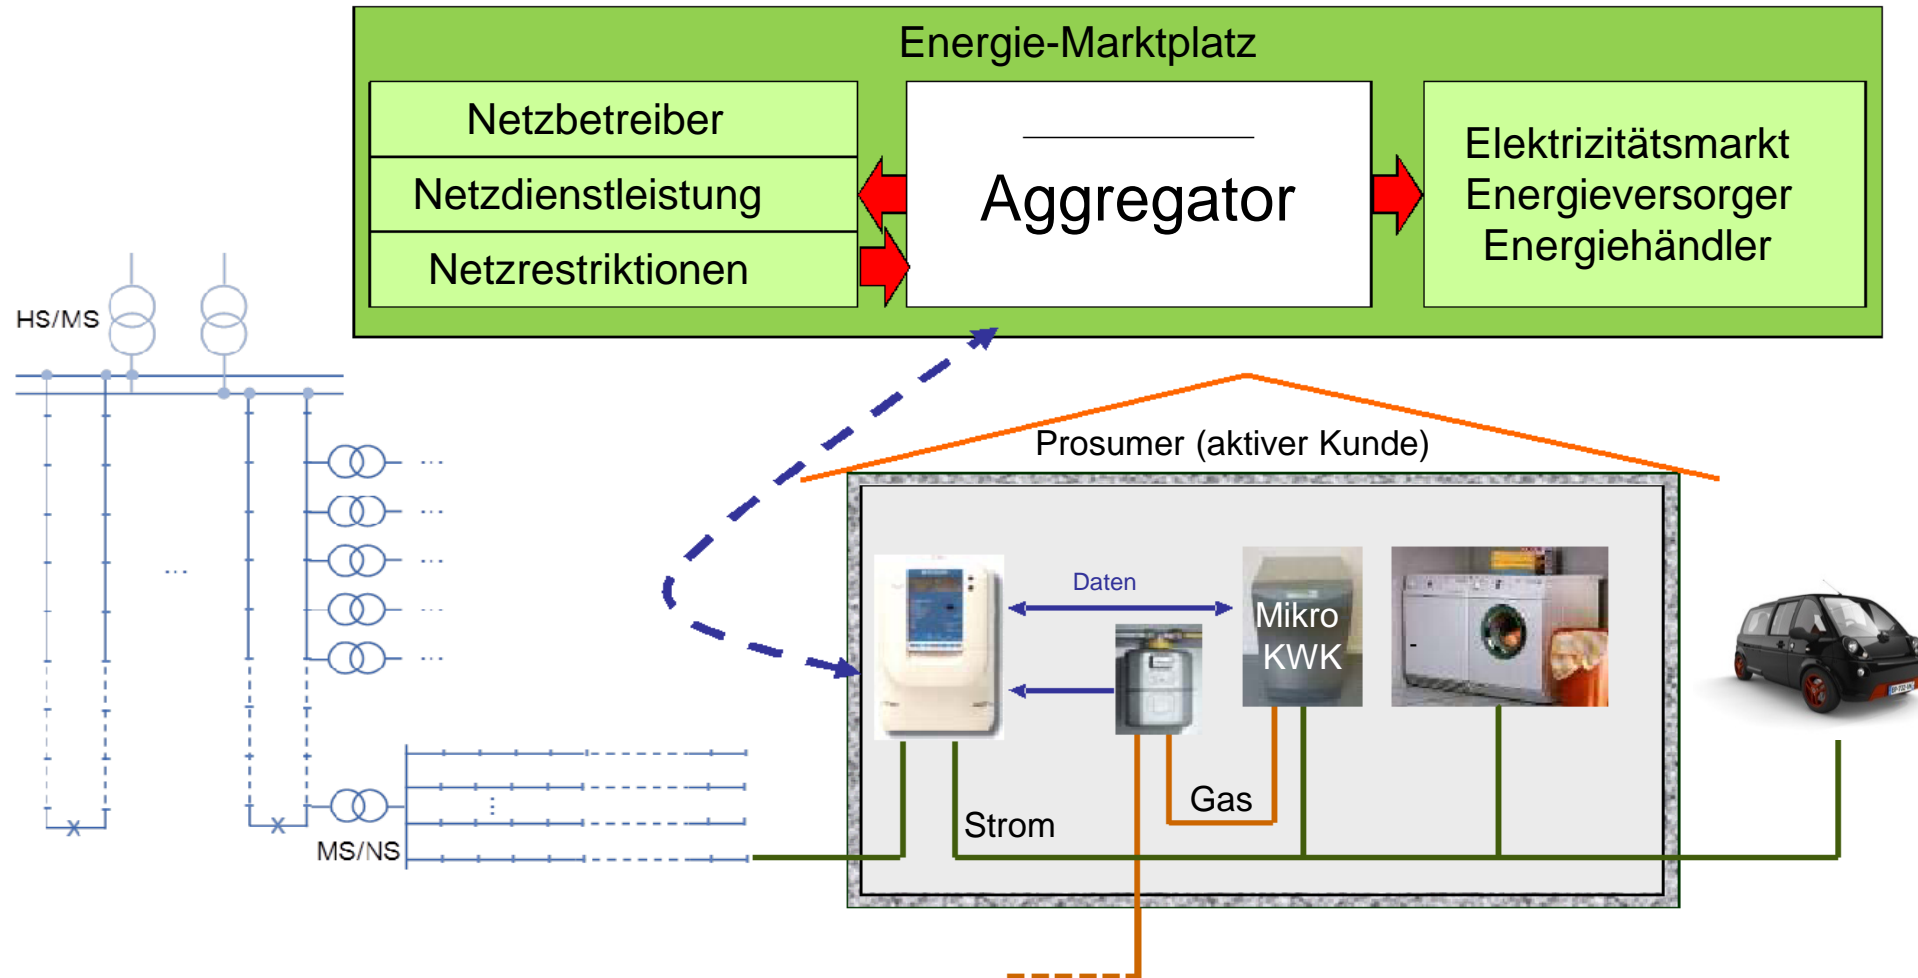 Energie-Marktplatz
Netzbetreiber
Netzdienstleistung
Netzrestriktionen
Aggregator
Elektrizitätsmarkt
Energieversorger
Energiehändler
HS/MS
...
...
...
...
...
...
...
MS/NS
Prosumer (aktiver Kunde)
Daten
Mikro
KWK
Gas
Strom